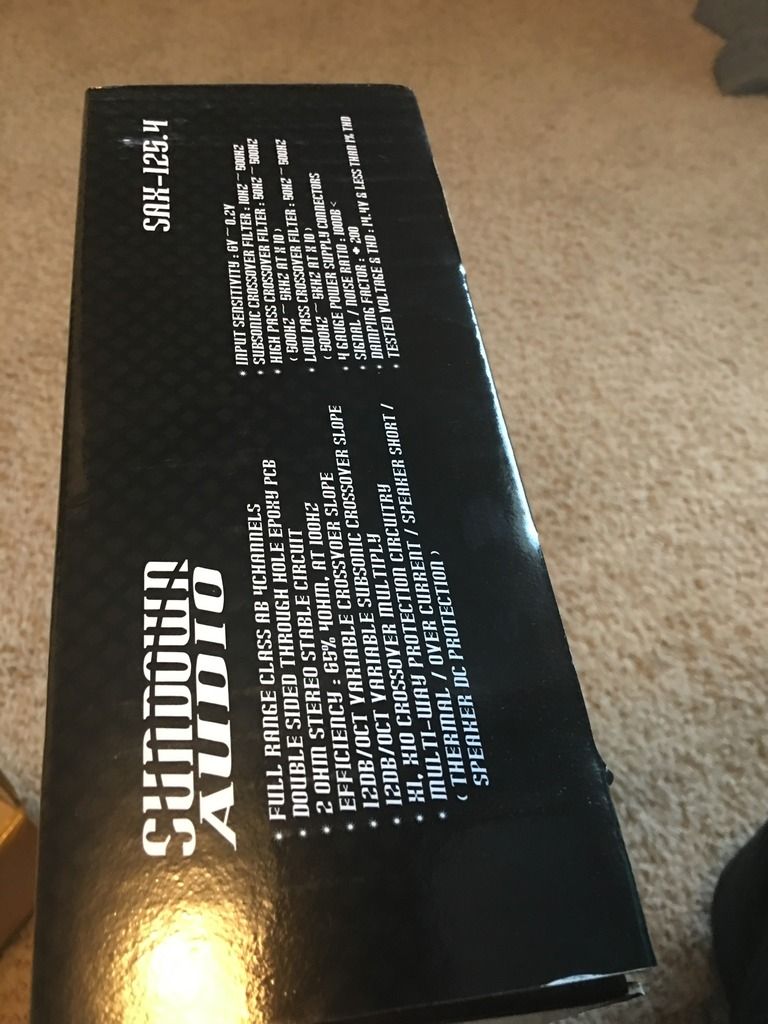 SUNDOWN
AUDIO
• FULL RANGE CLASS AB 4CHANNELS
• DOUBLE SIDED THROUGH HOLE EPOXY PCB
• 2 OHM STEREO STABLE CIRCUIT
• EFFICIENCY : 65% 4OHM, AT 100HZ
• 12DB/OCT VARIABLE CROSSVOER SLOPE
• 12DB/OCT VARIABLE SUBSONIC CROSSOVER SLOPE
• X1, X10 CROSSOVER MULTIPLY
• MULTI-WAY PROTECTION CIRCUITRY
( THERMAL / OVER CURRENT / SPEAKER SHORT /
SPEAKER DC PROTECTION )
SAX-125.4
• INPUT SENSITIVITY : 6V ~ 0.2V
• SUBSONIC CROSSOVER FILTER : 10HZ ~ 500HZ
• HIGH PASS CROSSOVER FILTER : 50HZ ~ 500HZ
( 500HZ ~ 5KHZ AT X 10 )
• LOW PASS CROSSOVER FILTER : 50HZ ~ 500HZ
( 500HZ ~ 5KHZ AT X 10 )
• 4 GAUGE POWER SUPPLY CONNECTORS
• SIGNAL / NOISE RATIO : 100DB <
• DAMPING FACTOR : 200
• TESTED VOLTAGE & THD : 14.4V & LESS THAN 1% THD